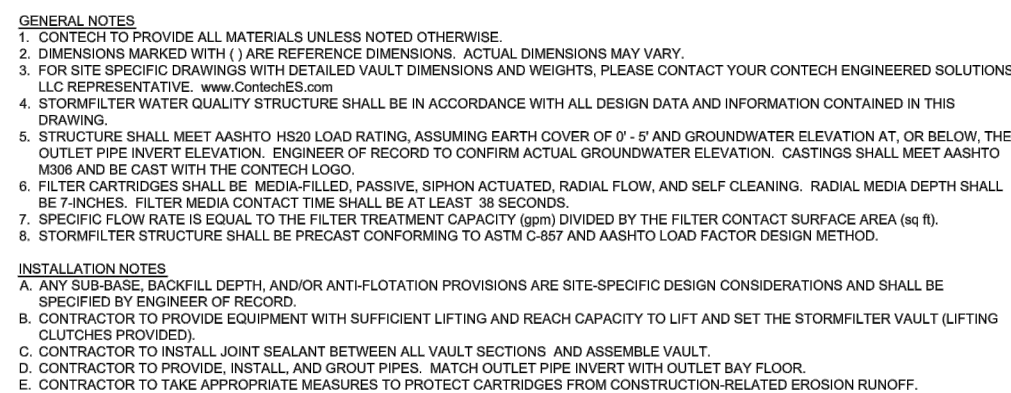 GENERAL NOTES
1. CONTECH TO PROVIDE ALL MATERIALS UNLESS NOTED OTHERWISE.
2. DIMENSIONS MARKED WITH ( ) ARE REFERENCE DIMENSIONS. ACTUAL DIMENSIONS MAY VARY.
3. FOR SITE SPECIFIC DRAWINGS WITH DETAILED VAULT DIMENSIONS AND WEIGHTS, PLEASE CONTACT YOUR CONTECH ENGINEERED SOLUTIONS
LLC REPRESENTATIVE. www.ContechES.com
4. STORMFILTER WATER QUALITY STRUCTURE SHALL BE IN ACCORDANCE WITH ALL DESIGN DATA AND INFORMATION CONTAINED IN THIS
DRAWING.
5. STRUCTURE SHALL MEET AASHTO HS20 LOAD RATING, ASSUMING EARTH COVER OF 0' - 5' AND GROUNDWATER ELEVATION AT, OR BELOW, THE
OUTLET PIPE INVERT ELEVATION. ENGINEER OF RECORD TO CONFIRM ACTUAL GROUNDWATER ELEVATION. CASTINGS SHALL MEET AASHTO
M306 AND BE CAST WITH THE CONTECH LOGO.
6. FILTER CARTRIDGES SHALL BE MEDIA-FILLED, PASSIVE, SIPHON ACTUATED, RADIAL FLOW, AND SELF CLEANING. RADIAL MEDIA DEPTH SHALL
BE 7-INCHES. FILTER MEDIA CONTACT TIME SHALL BE AT LEAST 38 SECONDS.
7. SPECIFIC FLOW RATE IS EQUAL TO THE FILTER TREATMENT CAPACITY (gpm) DIVIDED BY THE FILTER CONTACT SURFACE AREA (sq ft).
8. STORMFILTER STRUCTURE SHALL BE PRECAST CONFORMING TO ASTM C-857 AND AASHTO LOAD FACTOR DESIGN METHOD.
INSTALLATION NOTES
A. ANY SUB-BASE, BACKFILL DEPTH, AND/OR ANTI-FLOTATION PROVISIONS ARE SITE-SPECIFIC DESIGN CONSIDERATIONS AND SHALL BE
SPECIFIED BY ENGINEER OF RECORD.
B. CONTRACTOR TO PROVIDE EQUIPMENT WITH SUFFICIENT LIFTING AND REACH CAPACITY TO LIFT AND SET THE STORMFILTER VAULT (LIFTING
CLUTCHES PROVIDED).
C. CONTRACTOR TO INSTALL JOINT SEALANT BETWEEN ALL VAULT SECTIONS AND ASSEMBLE VAULT.
D. CONTRACTOR TO PROVIDE, INSTALL, AND GROUT PIPES. MATCH OUTLET PIPE INVERT WITH OUTLET BAY FLOOR.
E. CONTRACTOR TO TAKE APPROPRIATE MEASURES TO PROTECT CARTRIDGES FROM CONSTRUCTION-RELATED EROSION RUNOFF.